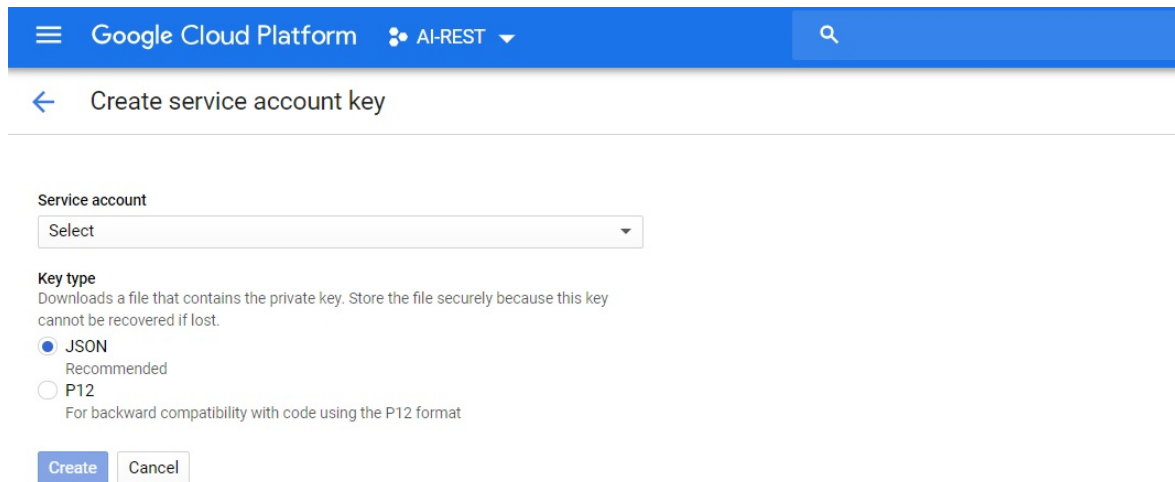 Google Cloud Platform AI-REST
Create service account key
Service account
Select
Key type
Downloads a file that contains the private key. Store the file securely because this key
cannot be recovered if lost.
JSON
Recommended
P12
For backward compatibility with code using the P12 format
Create Cancel